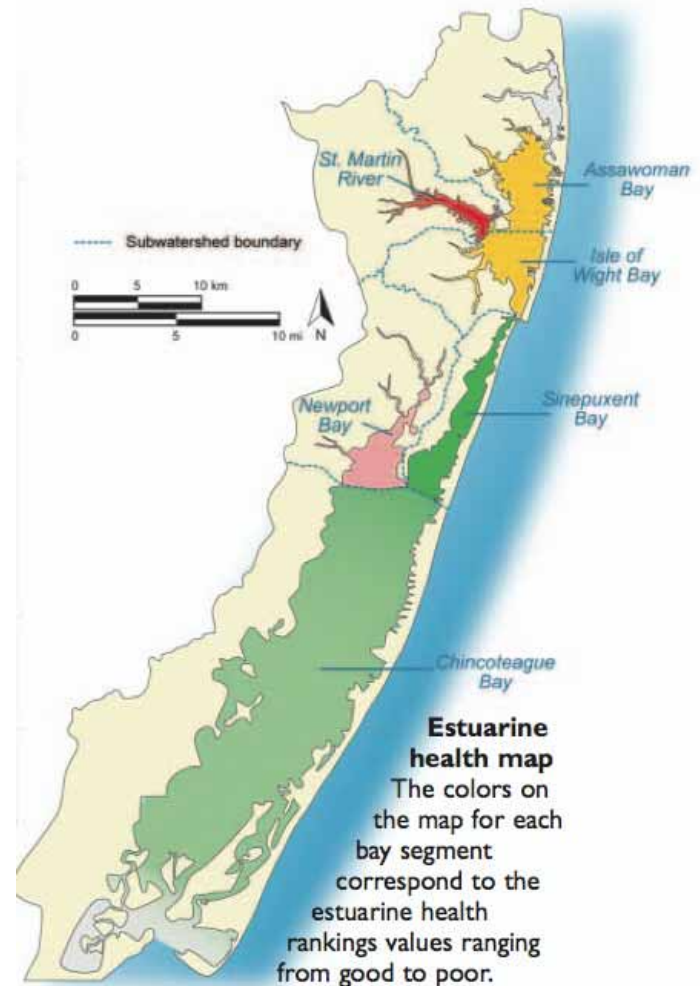 St. Martin
River
Assawoman
Bay
Subwatershed boundary
Isle of
Wight Bay
0 5 10 km
0 5 10 mi
N
Newport
Bay
Sinepuxent
Bay
Chincoteague
Bay
Estuarine
health map
The colors on
the map for each
bay segment
correspond to the
estuarine health
rankings values ranging
from good to poor.